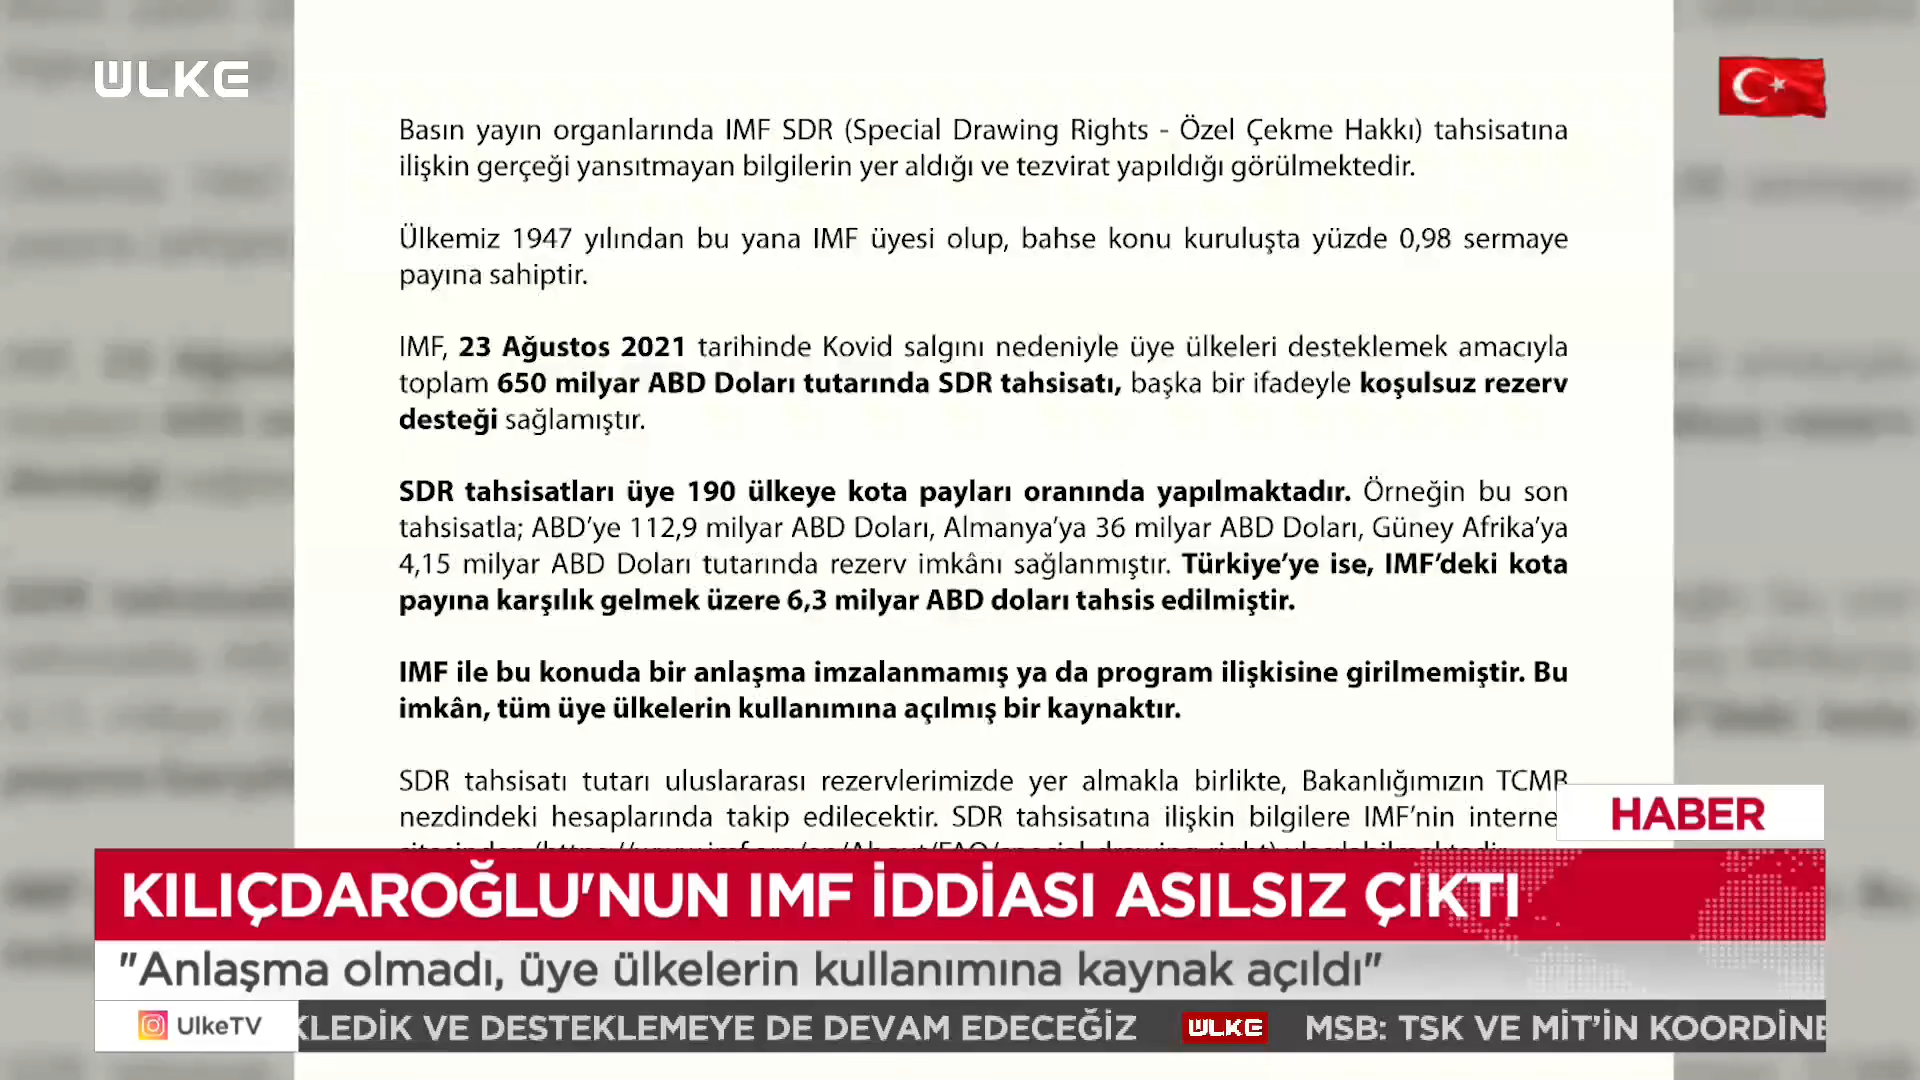 ULKE
Basın yayın organlarında IMF SDR (Special Drawing Rights - Özel Çekme Hakkı) tahsisatına
ilişkin gerçeği yansıtmayan bilgilerin yer aldığı ve tezvirat yapıldığı görülmektedir.
Ülkemiz 1947 yılından bu yana IMF üyesi olup, bahse konu kuruluşta yüzde 0,98 sermaye
payına sahiptir.
IMF, 23 Ağustos 2021 tarihinde Kovid salgını nedeniyle üye ülkeleri desteklemek amacıyla
toplam 650 milyar ABD Doları tutarında SDR tahsisatı, başka bir ifadeyle koşulsuz rezerv
desteği sağlamıştır.
SDR tahsisatları üye 190 ülkeye kota payları oranında yapılmaktadır. Örneğin bu son
tahsisatla; ABD’ye 112,9 milyar ABD Doları, Almanya’ya 36 milyar ABD Doları, Güney Afrika’ya
4,15 milyar ABD Doları tutarında rezerv imkânı sağlanmıştır. Türkiye’ye ise, IMF’deki kota
payına karşılık gelmek üzere 6,3 milyar ABD doları tahsis edilmiştir.
IMF ile bu konuda bir anlaşma imzalanmamış ya da program ilişkisine girilmemiştir. Bu
imkân, tüm üye ülkelerin kullanımına açılmış bir kaynaktır.
SDR tahsisatı tutarı uluslararası rezervlerimizde yer almakla birlikte, Bakanlığımızın TCMB
nezdindeki hesaplarında takip edilecektir. SDR tahsisatına ilişkin bilgilere IMF’nin interne
HABER
KILIÇDAROĞLU'NUN IMF İDDİASI ASILSIZ ÇIKTI
"Anlaşma olmadı, üye ülkelerin kullanımına kaynak açıldı"
UlkeTV KLEDİK VE DESTEKLEMEYE DE DEVAM EDECEĞİZ ULKE MSB: TSK VE MİT’İN KOORDİNE